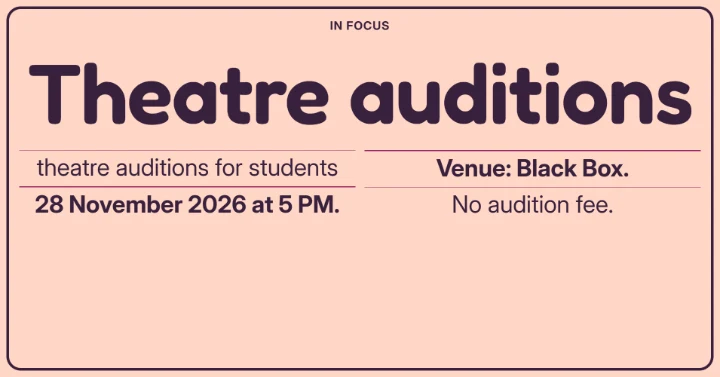 IN FOCUS
Theatre auditions
theatre auditions for students
28 November 2026 at 5 PM.
Venue: Black Box.
No audition fee.